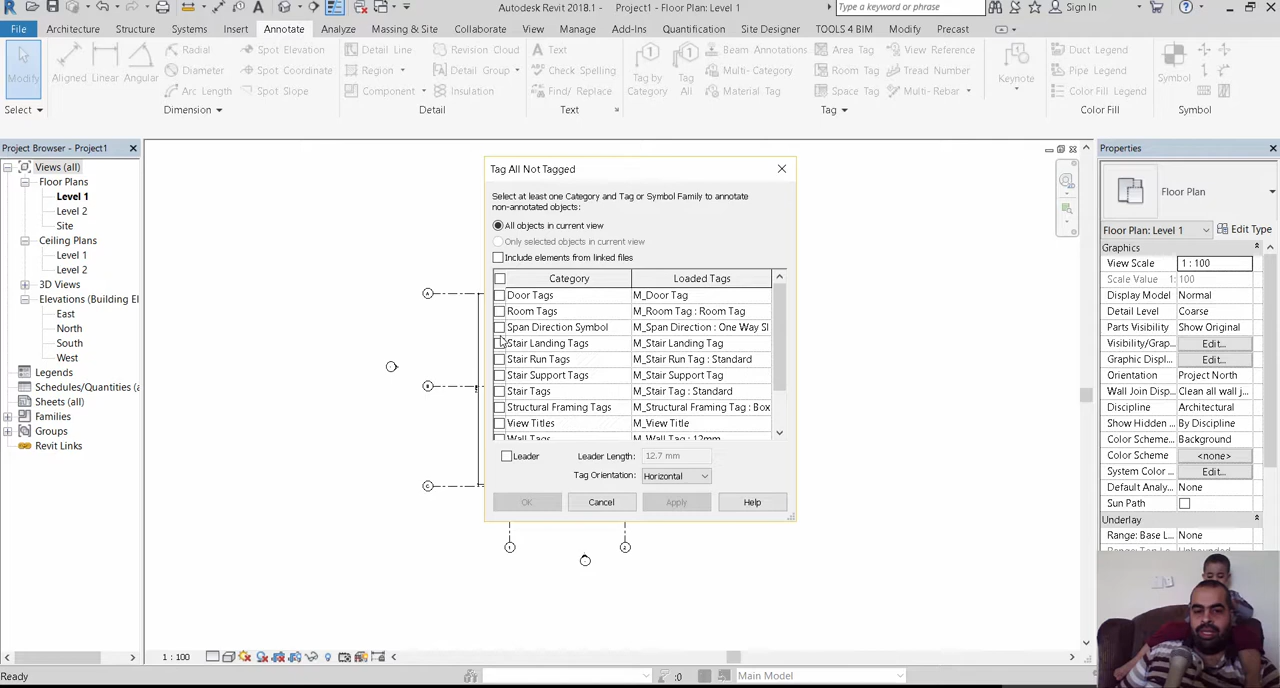 Autodesk Revit 2018.1 - Project1 - Floor Plan: Level 1
Type a keyword or phrase
Sign In
File Architecture Structure Systems Insert Annotate Analyze Massing & Site Collaborate View Manage Add-Ins Quantification Site Designer TOOLS 4 BIM Modify Precast
Modify
Select
Aligned Linear Angular
Radial
Diameter
Arc Length
Spot Elevation
Spot Coordinate
Spot Slope
Dimension
Detail Line
Region
Component
Revision Cloud
Detail Group
Insulation
Detail
Text
Check Spelling
Find/ Replace
Text
Tag by
Category
Tag
All
Beam Annotations
Multi- Category
Material Tag
Area Tag
Room Tag
Space Tag
View Reference
Tread Number
Multi- Rebar
Tag
Keynote
Duct Legend
Pipe Legend
Color Fill Legend
Color Fill
Symbol
Symbol
Project Browser - Project1
Views (all)
Floor Plans
Level 1
Level 2
Site
Ceiling Plans
Level 1
Level 2
3D Views
Elevations (Building El
East
North
South
West
Legends
Schedules/Quantities (a
Sheets (all)
Families
Groups
Revit Links
A
B
C
1
2
Tag All Not Tagged
Select at least one Category and Tag or Symbol Family to annotate
non-annotated objects:
All objects in current view
Only selected objects in current view
Include elements from linked files
Category Loaded Tags
Door Tags M_Door Tag
Room Tags M_Room Tag : Room Tag
Span Direction Symbol M_Span Direction : One Way Sl
Stair Landing Tags M_Stair Landing Tag
Stair Run Tags M_Stair Run Tag : Standard
Stair Support Tags M_Stair Support Tag
Stair Tags M_Stair Tag : Standard
Structural Framing Tags M_Structural Framing Tag : Box
View Titles M_View Title
Wall Tags M_Wall Tag : 12mm
Leader Leader Length: 12.7 mm
Tag Orientation: Horizontal
OK Cancel Apply Help
Properties
Floor Plan
Floor Plan: Level 1 Edit Type
Graphics
View Scale 1 : 100
Scale Value 1: 100
Display Model Normal
Detail Level Coarse
Parts Visibility Show Original
Visibility/Grap... Edit...
Graphic Displ... Edit...
Orientation Project North
Wall Join Disp... Clean all wall j...
Discipline Architectural
Show Hidden ... By Discipline
Color Scheme... Background
Color Scheme <none>
System Color ... Edit...
Default Analy... None
Sun Path
Underlay
Range: Base L... None
1 : 100
Ready
:0
Main Model